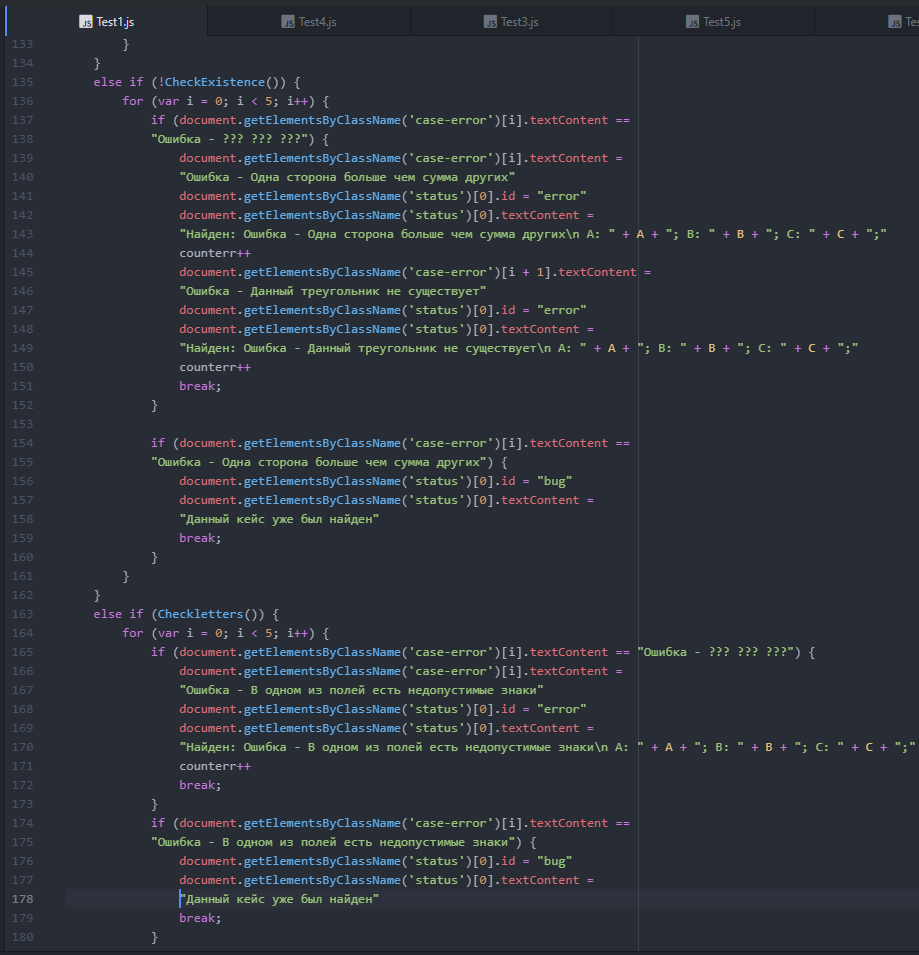 JS Test1.js JS Test4.js JS Test3.js JS Test5.js JS Te
133 }
134 }
135 else if (!CheckExistence()) {
136 for (var i = 0; i < 5; i++) {
137 if (document.getElementsByClassName('case-error')[i].textContent ==
138 "Ошибка - ??? ??? ???") {
139 document.getElementsByClassName('case-error')[i].textContent =
140 "Ошибка - Одна сторона больше чем сумма других"
141 document.getElementsByClassName('status')[0].id = "error"
142 document.getElementsByClassName('status')[0].textContent =
143 "Найден: Ошибка - Одна сторона больше чем сумма других\n A: " + A + "; B: " + B + "; C: " + C + ";"
144 counterr++
145 document.getElementsByClassName('case-error')[i + 1].textContent =
146 "Ошибка - Данный треугольник не существует"
147 document.getElementsByClassName('status')[0].id = "error"
148 document.getElementsByClassName('status')[0].textContent =
149 "Найден: Ошибка - Данный треугольник не существует\n A: " + A + "; B: " + B + "; C: " + C + ";"
150 counterr++
151 break;
152 }
153
154 if (document.getElementsByClassName('case-error')[i].textContent ==
155 "Ошибка - Одна сторона больше чем сумма других") {
156 document.getElementsByClassName('status')[0].id = "bug"
157 document.getElementsByClassName('status')[0].textContent =
158 "Данный кейс уже был найден"
159 break;
160 }
161 }
162 }
163 else if (Checkletters()) {
164 for (var i = 0; i < 5; i++) {
165 if (document.getElementsByClassName('case-error')[i].textContent == "Ошибка - ??? ??? ???") {
166 document.getElementsByClassName('case-error')[i].textContent =
167 "Ошибка - В одном из полей есть недопустимые знаки"
168 document.getElementsByClassName('status')[0].id = "error"
169 document.getElementsByClassName('status')[0].textContent =
170 "Найден: Ошибка - В одном из полей есть недопустимые знаки\n A: " + A + "; B: " + B + "; C: " + C + ";"
171 counterr++
172 break;
173 }
174 if (document.getElementsByClassName('case-error')[i].textContent ==
175 "Ошибка - В одном из полей есть недопустимые знаки") {
176 document.getElementsByClassName('status')[0].id = "bug"
177 document.getElementsByClassName('status')[0].textContent =
178 "Данный кейс уже был найден"
179 break;
180 }